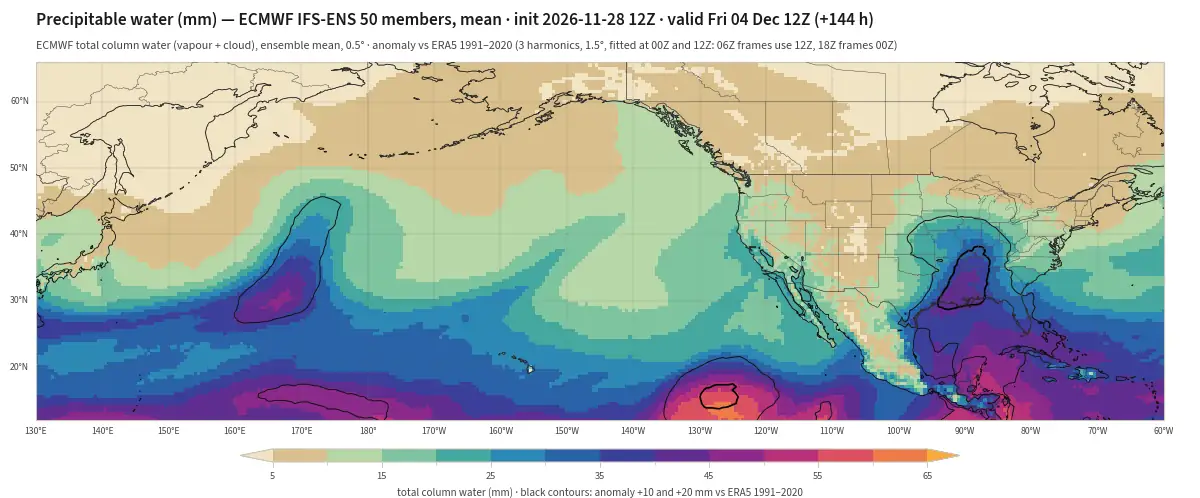 Precipitable water (mm) — ECMWF IFS-ENS 50 members, mean · init 2026-11-28 12Z · valid Fri 04 Dec 12Z (+144 h)
ECMWF total column water (vapour + cloud), ensemble mean, 0.5° · anomaly vs ERA5 1991–2020 (3 harmonics, 1.5°, fitted at 00Z and 12Z: 06Z frames use 12Z, 18Z frames 00Z)
60°N
50°N
40°N
30°N
20°N
130°E 140°E 150°E 160°E 170°E 180° 170°W 160°W 150°W 140°W 130°W 120°W 110°W 100°W 90°W 80°W 70°W 60°W
5 15 25 35 45 55 65
total column water (mm) · black contours: anomaly +10 and +20 mm vs ERA5 1991–2020